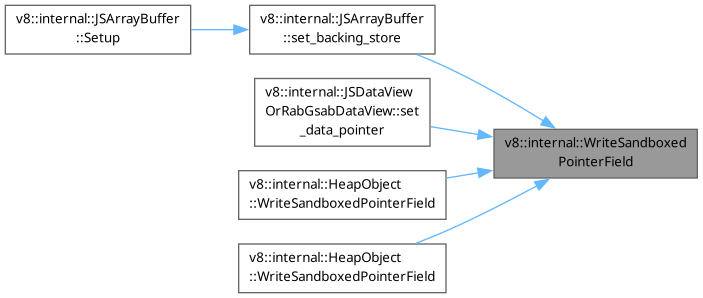 v8::internal::JSArrayBuffer
::Setup
v8::internal::JSArrayBuffer
::set_backing_store
v8::internal::JSDataView
OrRabGsabDataView::set
_data_pointer
v8::internal::WriteSandboxed
PointerField
v8::internal::HeapObject
::WriteSandboxedPointerField
v8::internal::HeapObject
::WriteSandboxedPointerField